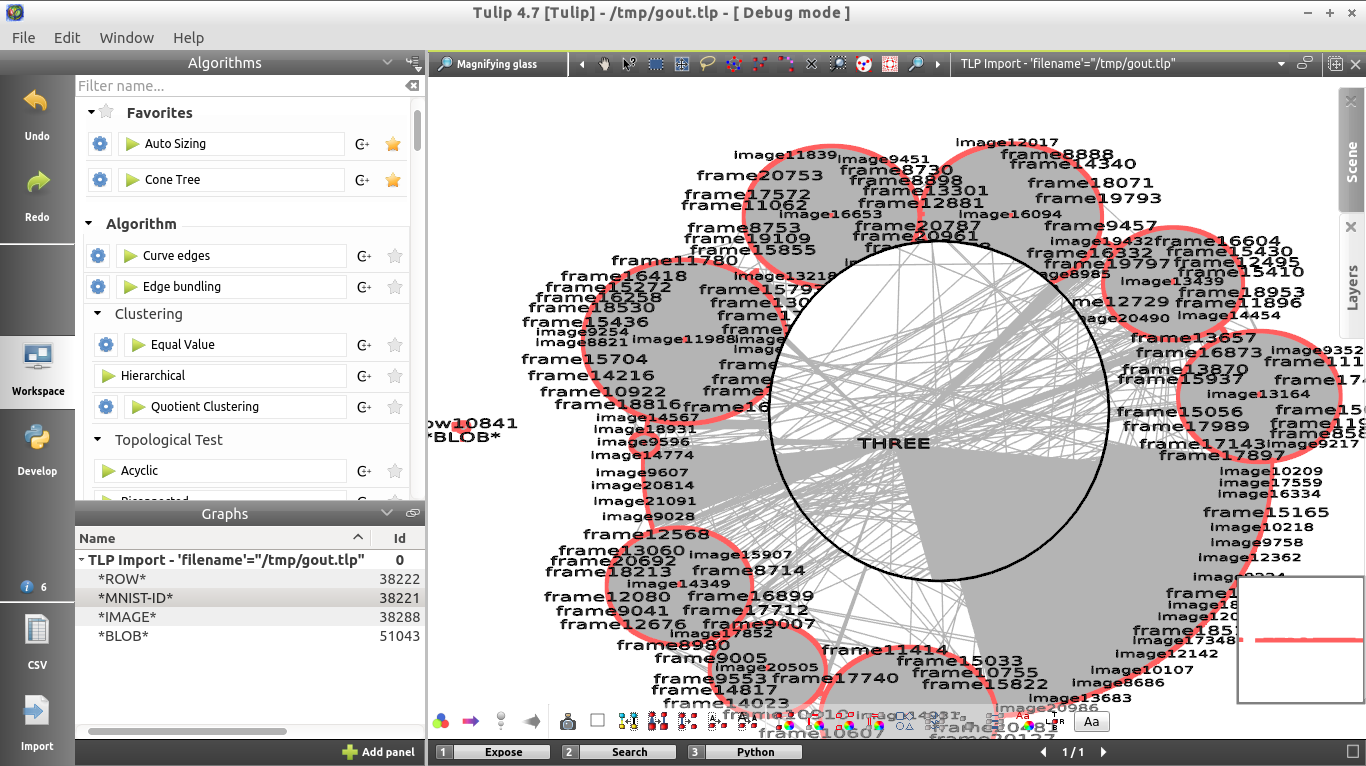 Tulip 4.7 [Tulip] - /tmp/gout.tlp - [ Debug mode ]
File Edit Window Help
Algorithms
Magnifying glass
TLP Import - 'filename'="/tmp/gout.tlp"
Filter name...
Undo
Redo
Workspace
Develop
6
CSV
Import
Favorites
Auto Sizing
Cone Tree
Algorithm
Curve edges
Edge bundling
Clustering
Equal Value
Hierarchical
Quotient Clustering
Topological Test
Acyclic
Graphs
Name Id
TLP Import - 'filename'="/tmp/gout.tlp" 0
*ROW* 38222
*MNIST-ID* 38221
*IMAGE* 38288
*BLOB* 51043
Add panel
Scene
Layers
image12017
image11839
image9451
frame8888
frame14340
frame20753
frame8730
frame8898
frame18071
frame17572
frame13301
frame19793
frame11062
frame12881
image16653
image16094
frame8753
frame20787
frame9457
frame19109
frame20961
image19432
frame16604
frame15855
frame16332
frame15430
frame11780
frame19797
frame12495
frame16418
image13218
image8985
frame15410
frame15272
image13439
frame16258
frame18953
frame18530
frame12729
frame11896
frame15436
image20490
image14454
image9254
image8821
image11988
frame13657
frame15704
frame16873
image9352
frame13870
frame14216
frame15937
frame10922
image13164
frame18816
frame15056
image14567
frame17989
10841
*BLOB*
image18931
image9596
THREE
frame17143
image9217
image14774
frame17897
image9607
image10209
image20814
image17559
image21091
image16334
image9028
frame15165
frame12568
image10218
frame13060
image15907
image9758
frame20692
image12362
frame18213
frame8714
image14349
frame12080
frame16899
frame9041
frame17712
frame12676
frame9007
image17852
frame8980
frame11414
image17348
frame9005
frame15033
image12142
image20505
frame10755
image10107
frame9553
frame17740
frame15822
image8686
frame14817
image13683
frame14023
image20986
frame10607
Aa
1 Expose
2 Search
3 Python
1 / 1